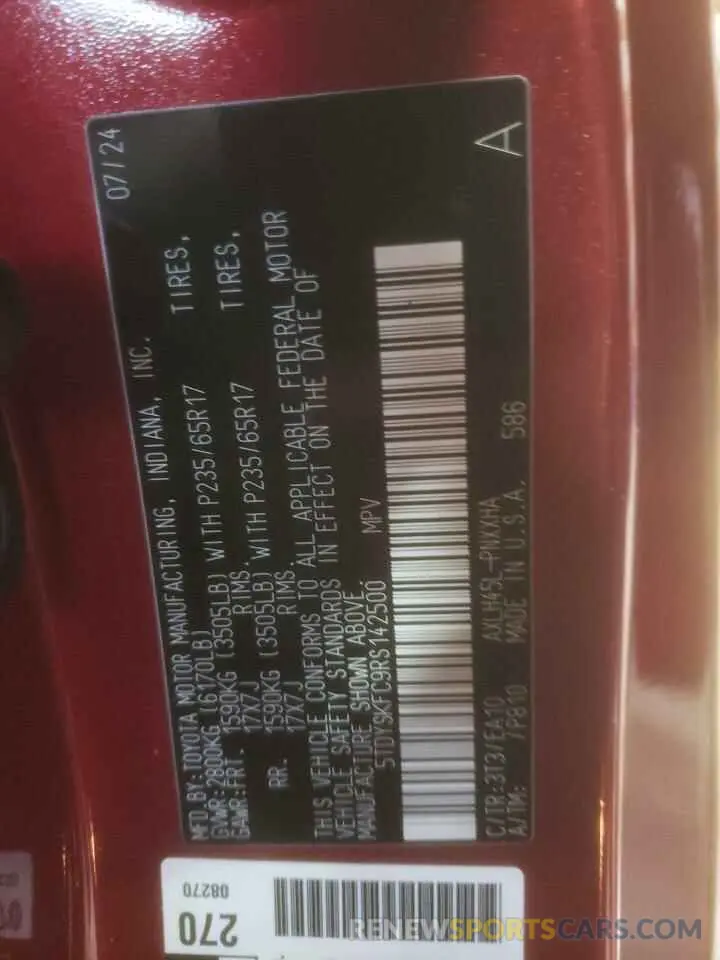 07/24
MFD BY:TOYOTA MOTOR MANUFACTURING, INDIANA, INC.
GVWR:2800KG (6170LB)
GAWR:FRT. 1590KG (3505LB) WITH P235/65R17 TIRES,
17X7J RIMS.
RR. 1590KG (3505LB) WITH P235/65R17 TIRES,
17X7J RIMS.
THIS VEHICLE CONFORMS TO ALL APPLICABLE FEDERAL MOTOR
VEHICLE SAFETY STANDARDS IN EFFECT ON THE DATE OF
MANUFACTURE SHOWN ABOVE.
5TDYSKFC9RS142500 MPV
C/TR:3T3/EA10 AXLH45L-PNXXHA
A/TM: /P810 MADE IN U.S.A. 586
A
08270
270
RENEWSPORTSCARS.COM